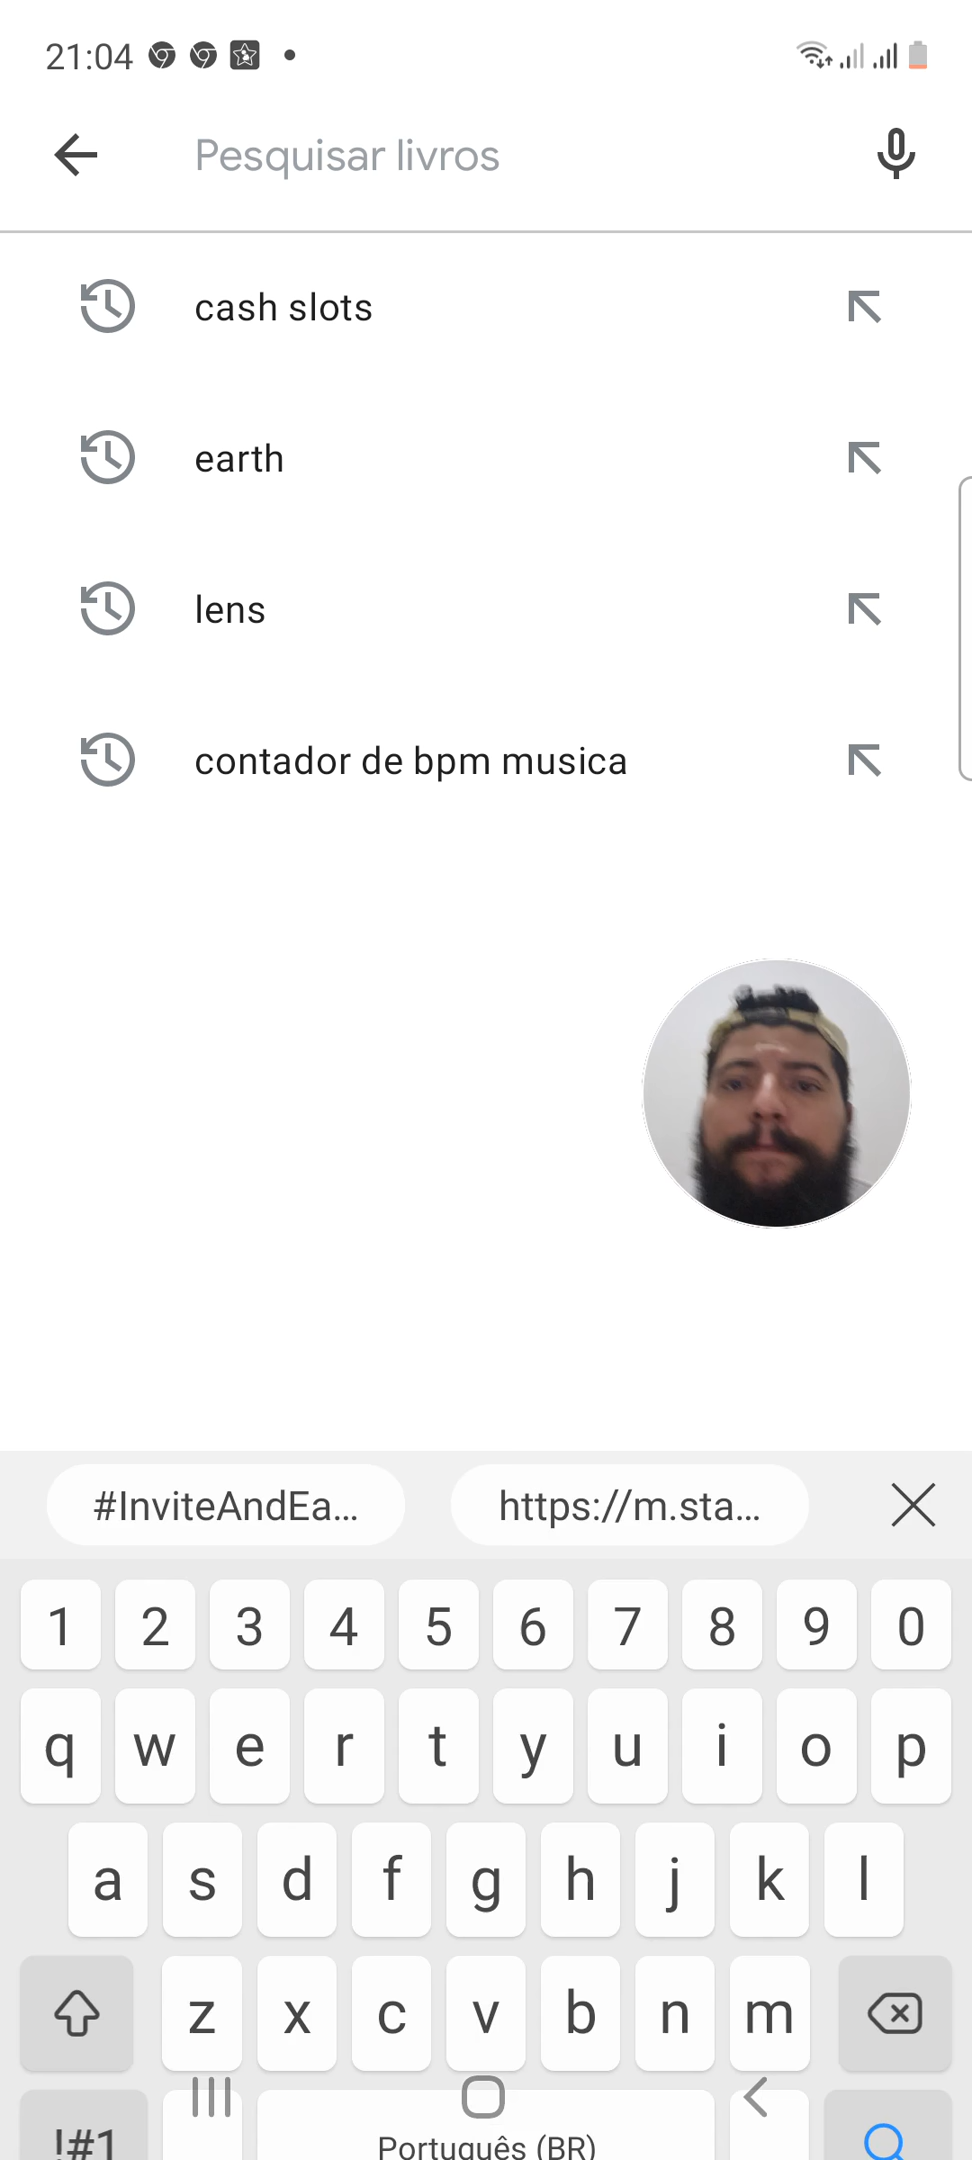 21:04
Pesquisar livros
cash slots
earth
lens
contador de bpm musica
#InviteAndEa... https://m.sta...
1 2 3 4 5 6 7 8 9 0
q w e r t y u i o p
a s d f g h j k l
z x c v b n m
!#1 Português (BR)